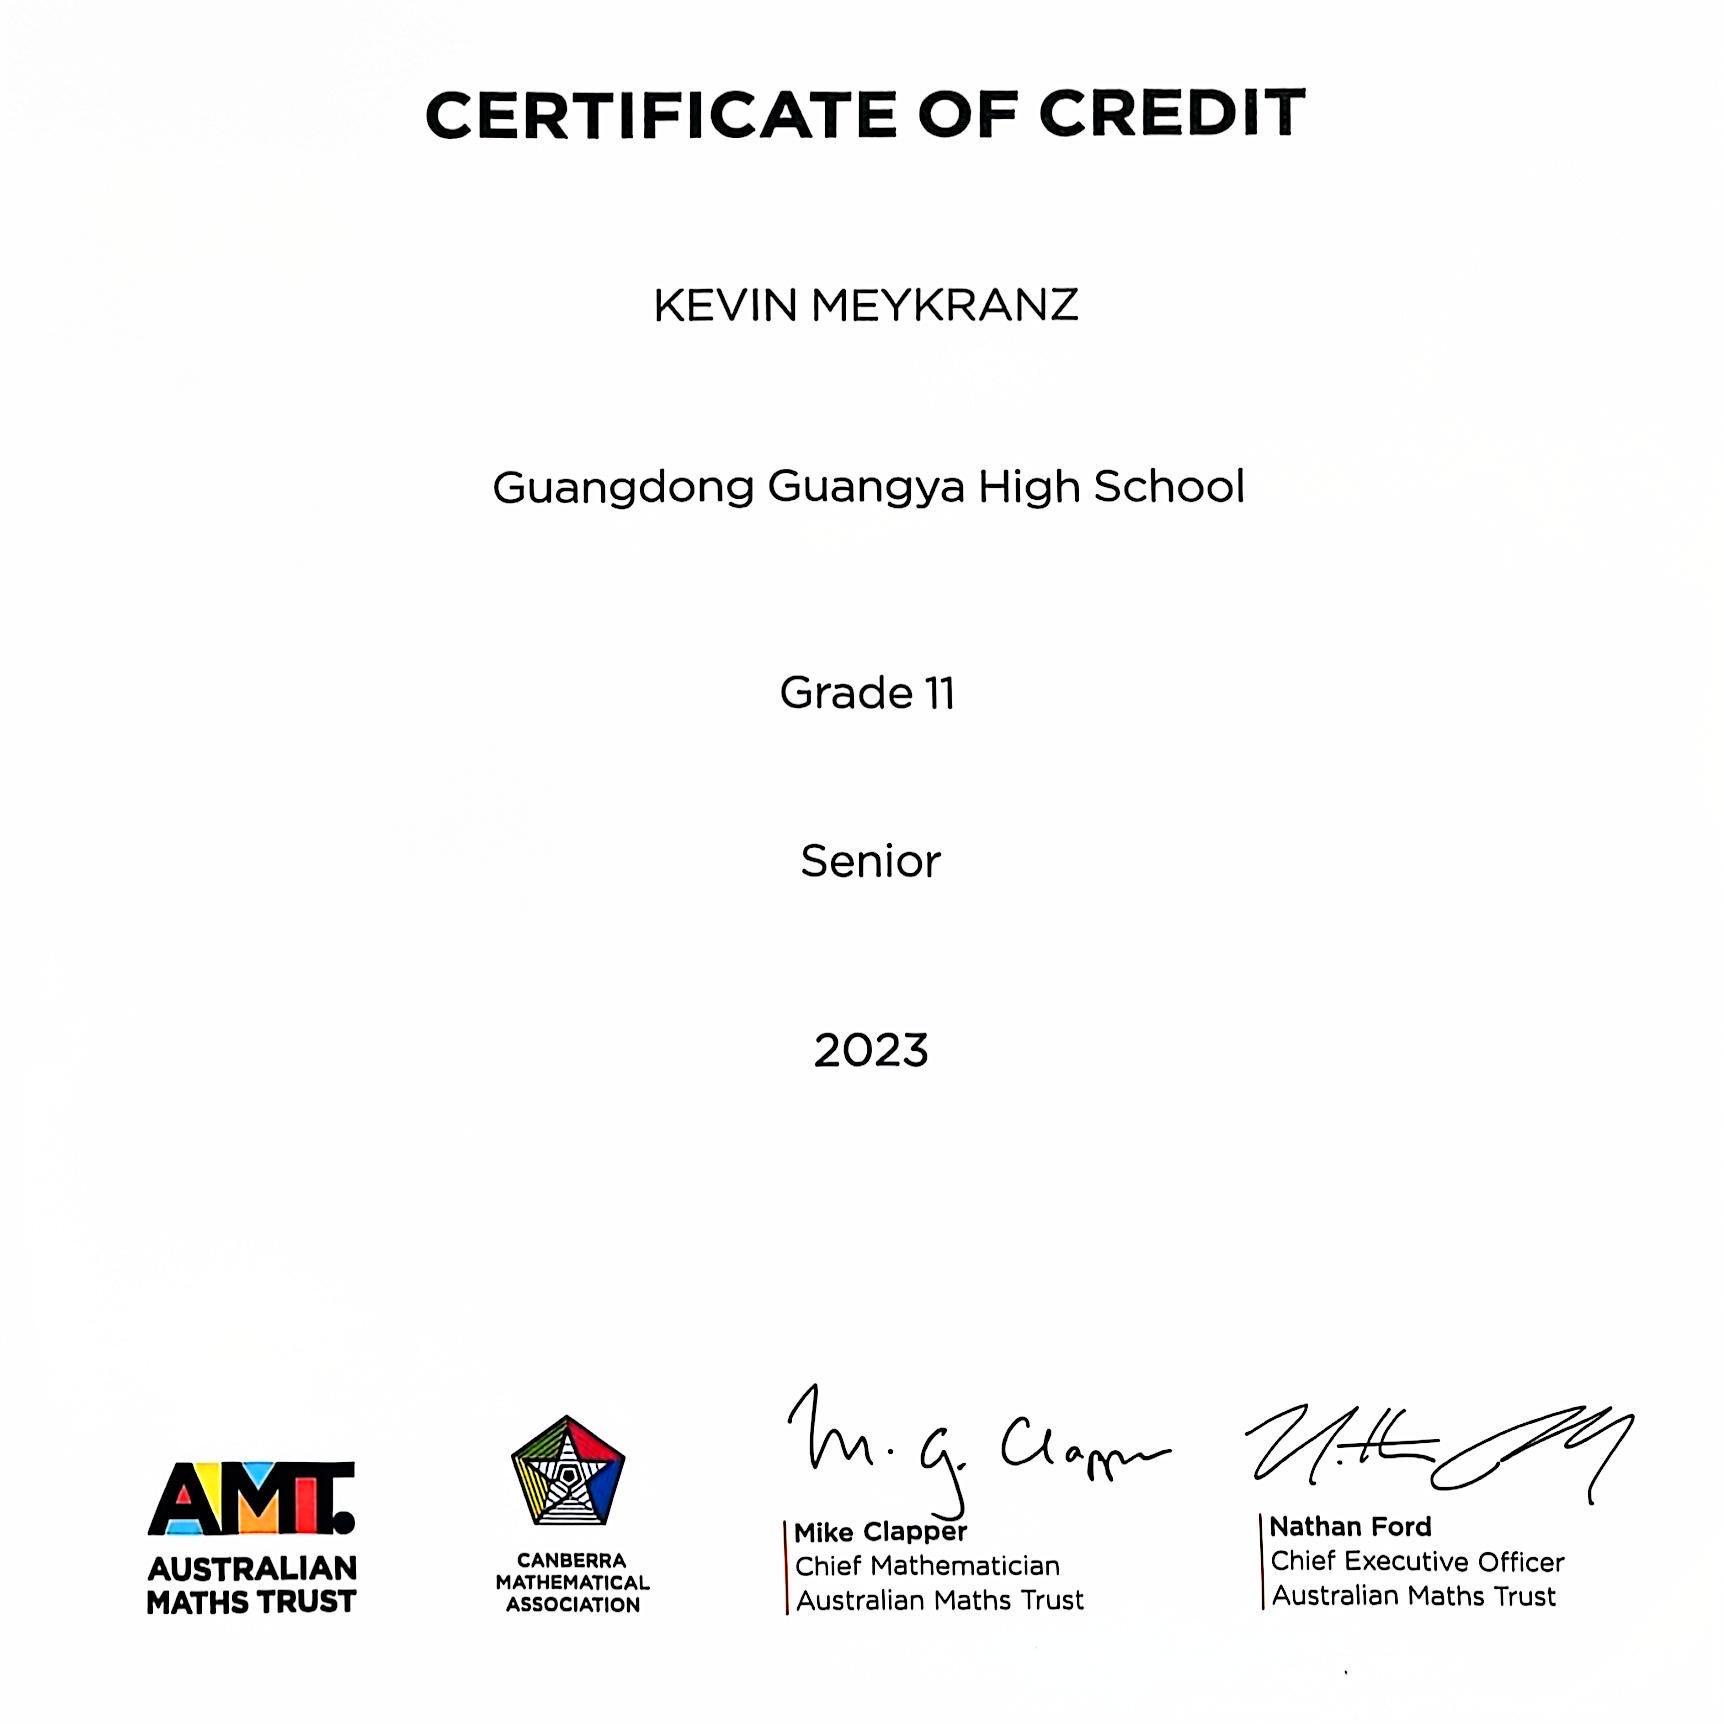 CERTIFICATE OF CREDIT
KEVIN MEYKRANZ
Guangdong Guangya High School
Grade 11
Senior
2023
AMT.
AUSTRALIAN
MATHS TRUST
CANBERRA
MATHEMATICAL
ASSOCIATION
M. G. Clapper
Mike Clapper
Chief Mathematician
Australian Maths Trust
Nathan Ford
Chief Executive Officer
Australian Maths Trust